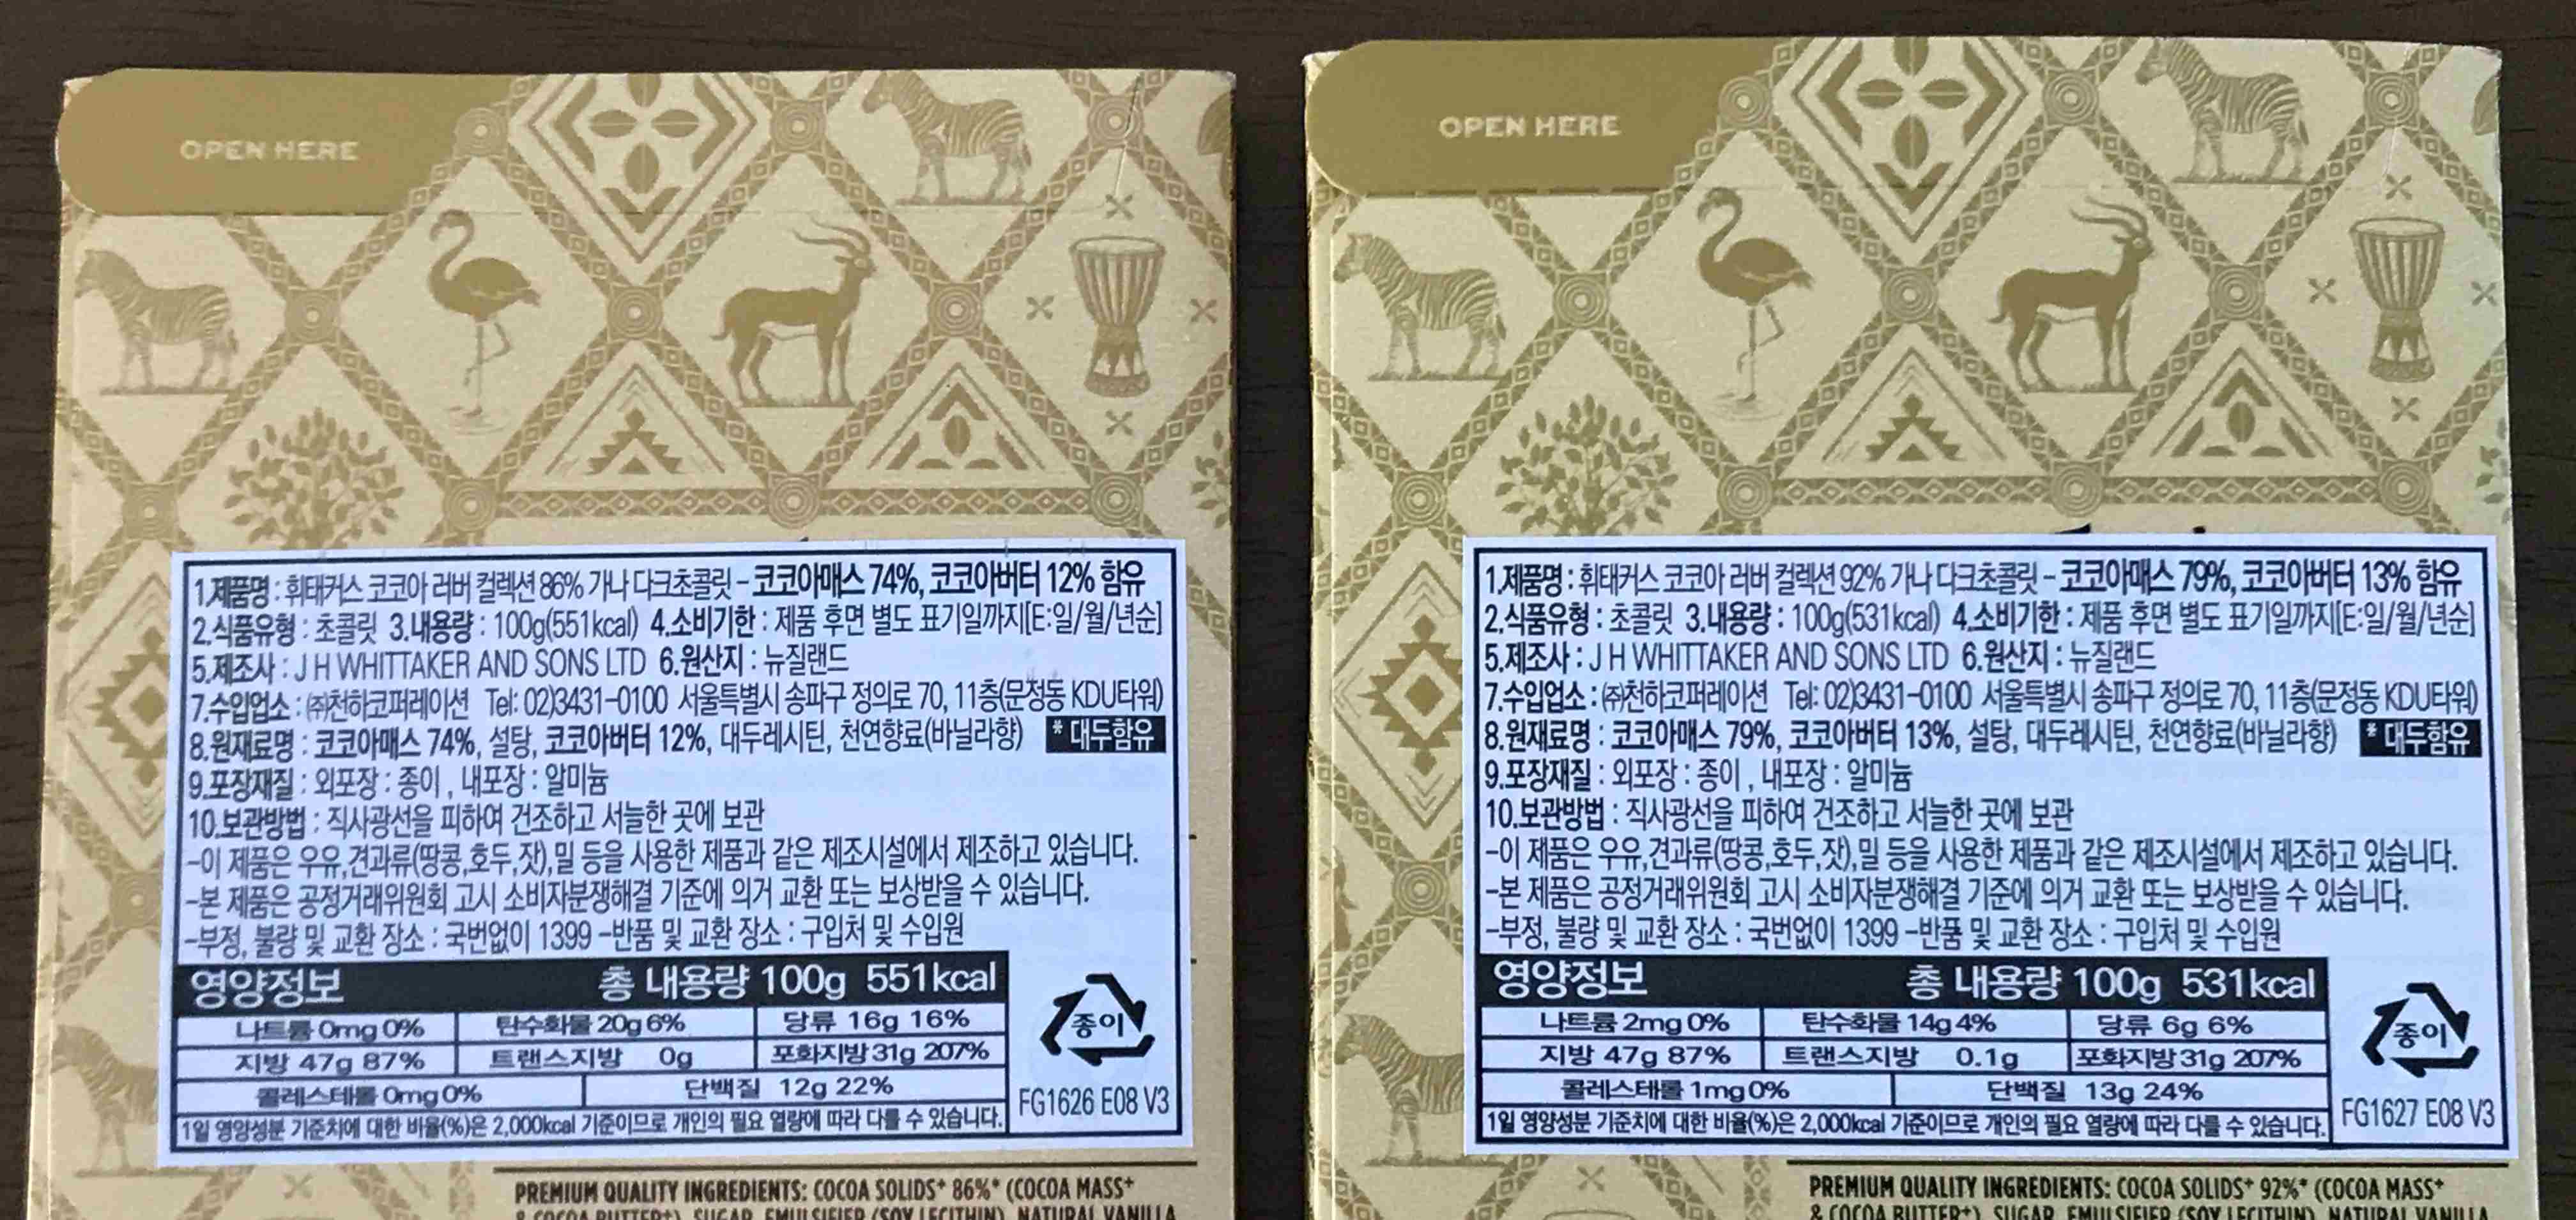 OPEN HERE
1.제품명 : 휘태커스 코코아 러버 컬렉션 86% 가나 다크초콜릿 – 코코아매스 74%, 코코아버터 12% 함유
2.식품유형 : 초콜릿 3.내용량 : 100g(551kcal) 4.소비기한 : 제품 후면 별도 표기일까지[E:일/월/년순]
5.제조사 : J H WHITTAKER AND SONS LTD 6.원산지 : 뉴질랜드
7.수입업소 : ㈜천하코퍼레이션 Tel: 02)3431-0100 서울특별시 송파구 정의로 70, 11층(문정동 KDU타워)
8.원재료명 : 코코아매스 74%, 설탕, 코코아버터 12%, 대두레시틴, 천연향료(바닐라향) * 대두함유
9.포장재질 : 외포장 : 종이 , 내포장 : 알미늄
10.보관방법 : 직사광선을 피하여 건조하고 서늘한 곳에 보관
-이 제품은 우유,견과류(땅콩,호두,잣),밀 등을 사용한 제품과 같은 제조시설에서 제조하고 있습니다.
-본 제품은 공정거래위원회 고시 소비자분쟁해결 기준에 의거 교환 또는 보상받을 수 있습니다.
-부정, 불량 및 교환 장소 : 국번없이 1399 -반품 및 교환 장소 : 구입처 및 수입원
영양정보 총 내용량 100g 551kcal
나트륨 0mg 0% 탄수화물 20g 6% 당류 16g 16%
지방 47g 87% 트랜스지방 0g 포화지방 31g 207%
콜레스테롤 0mg 0% 단백질 12g 22%
1일 영양성분 기준치에 대한 비율(%)은 2,000kcal 기준이므로 개인의 필요 열량에 따라 다를 수 있습니다.
종이
FG1626 E08 V3
PREMIUM QUALITY INGREDIENTS: COCOA SOLIDS+ 86%* (COCOA MASS+
& COCOA BUTTER+), SUGAR, EMULSIFIER (SOY LECITHIN), NATURAL VANILLA
OPEN HERE
1.제품명 : 휘태커스 코코아 러버 컬렉션 92% 가나 다크초콜릿 – 코코아매스 79%, 코코아버터 13% 함유
2.식품유형 : 초콜릿 3.내용량 : 100g(531kcal) 4.소비기한 : 제품 후면 별도 표기일까지[E:일/월/년순]
5.제조사 : J H WHITTAKER AND SONS LTD 6.원산지 : 뉴질랜드
7.수입업소 : ㈜천하코퍼레이션 Tel: 02)3431-0100 서울특별시 송파구 정의로 70, 11층(문정동 KDU타워)
8.원재료명 : 코코아매스 79%, 코코아버터 13%, 설탕, 대두레시틴, 천연향료(바닐라향) * 대두함유
9.포장재질 : 외포장 : 종이 , 내포장 : 알미늄
10.보관방법 : 직사광선을 피하여 건조하고 서늘한 곳에 보관
-이 제품은 우유,견과류(땅콩,호두,잣),밀 등을 사용한 제품과 같은 제조시설에서 제조하고 있습니다.
-본 제품은 공정거래위원회 고시 소비자분쟁해결 기준에 의거 교환 또는 보상받을 수 있습니다.
-부정, 불량 및 교환 장소 : 국번없이 1399 -반품 및 교환 장소 : 구입처 및 수입원
영양정보 총 내용량 100g 531kcal
나트륨 2mg 0% 탄수화물 14g 4% 당류 6g 6%
지방 47g 87% 트랜스지방 0.1g 포화지방 31g 207%
콜레스테롤 1mg 0% 단백질 13g 24%
1일 영양성분 기준치에 대한 비율(%)은 2,000kcal 기준이므로 개인의 필요 열량에 따라 다를 수 있습니다.
종이
FG1627 E08 V3
PREMIUM QUALITY INGREDIENTS: COCOA SOLIDS+ 92%* (COCOA MASS+
& COCOA BUTTER+), SUGAR, EMULSIFIER (SOY LECITHIN), NATURAL VANILLA